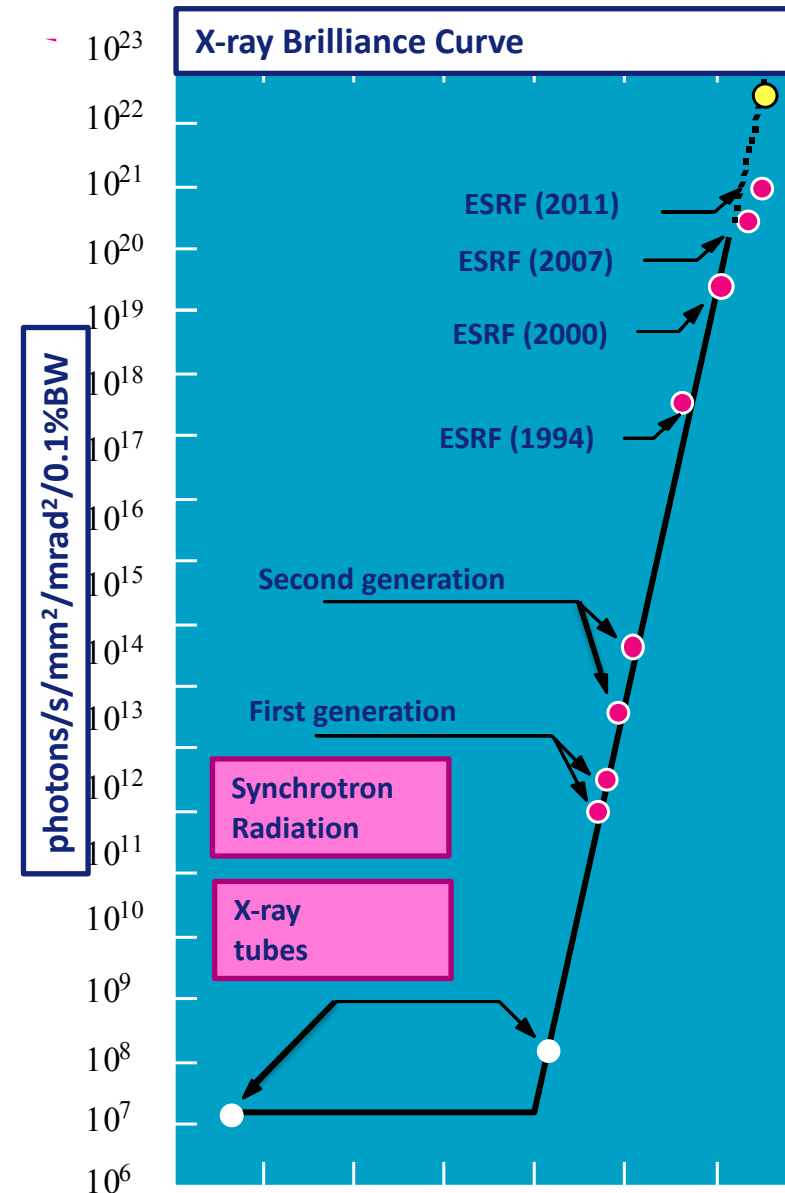 X-ray Brilliance Curve
10²³
10²²
10²¹
10²⁰
10¹⁹
10¹⁸
10¹⁷
10¹⁶
10¹⁵
10¹⁴
10¹³
10¹²
10¹¹
10¹⁰
10⁹
10⁸
10⁷
10⁶
photons/s/mm²/mrad²/0.1%BW
ESRF (2011)
ESRF (2007)
ESRF (2000)
ESRF (1994)
Second generation
First generation
Synchrotron
Radiation
X-ray
tubes